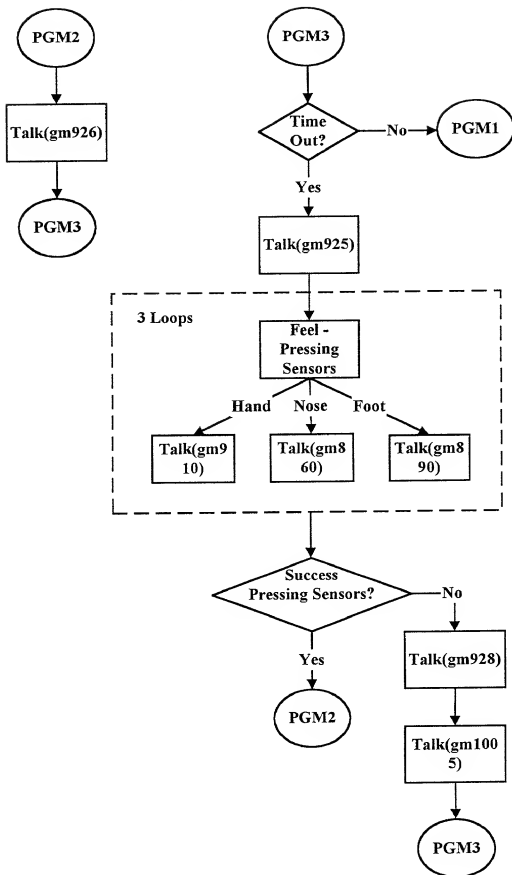 PGM2
Talk(gm926)
PGM3
PGM3
Time
Out?
No
PGM1
Yes
Talk(gm925)
3 Loops
Feel -
Pressing
Sensors
Hand
Nose
Foot
Talk(gm9
10)
Talk(gm8
60)
Talk(gm8
90)
Success
Pressing Sensors?
No
Yes
Talk(gm928)
PGM2
Talk(gm100
5)
PGM3